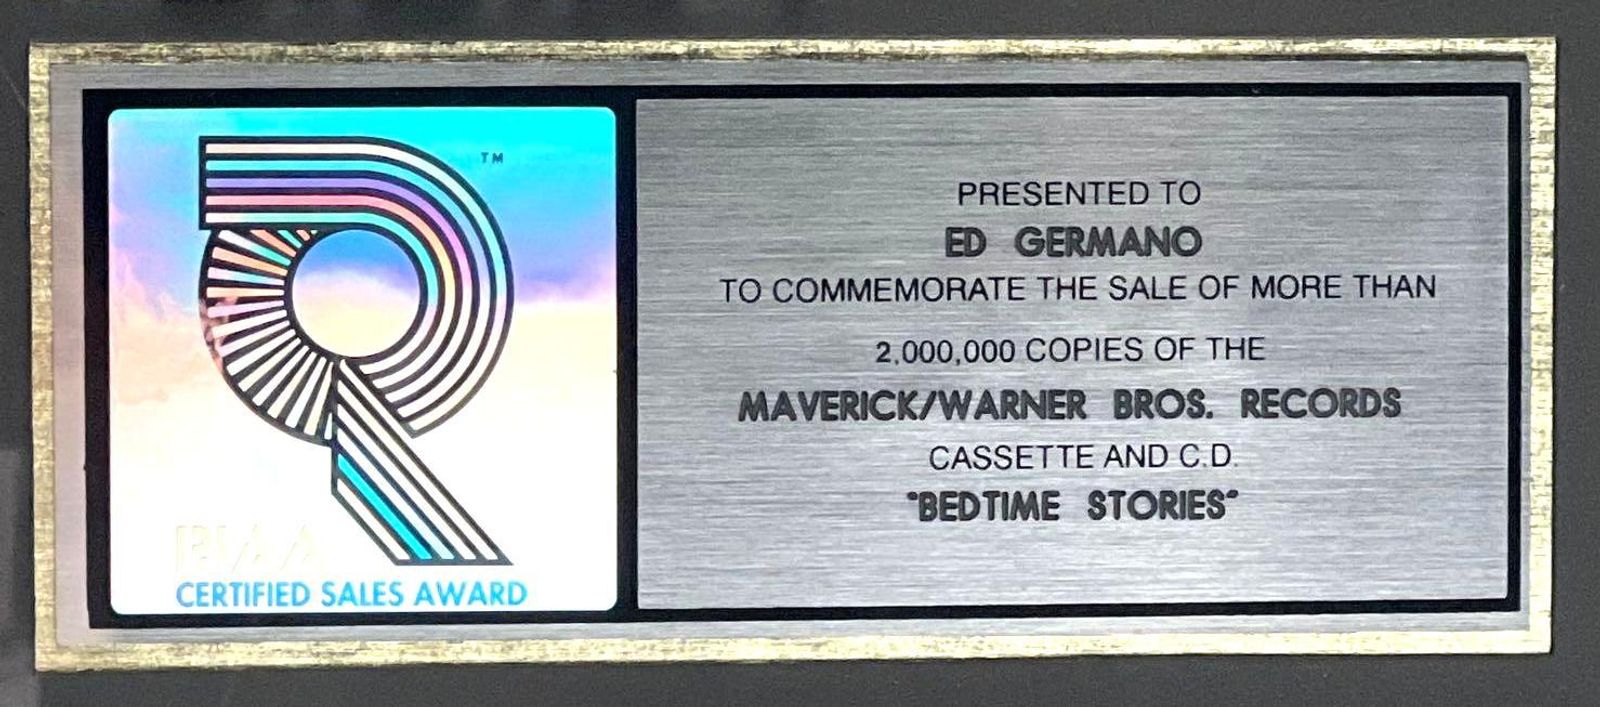 TM
RIAA
CERTIFIED SALES AWARD
PRESENTED TO
ED GERMANO
TO COMMEMORATE THE SALE OF MORE THAN
2,000,000 COPIES OF THE
MAVERICK/WARNER BROS. RECORDS
CASSETTE AND C.D.
"BEDTIME STORIES"